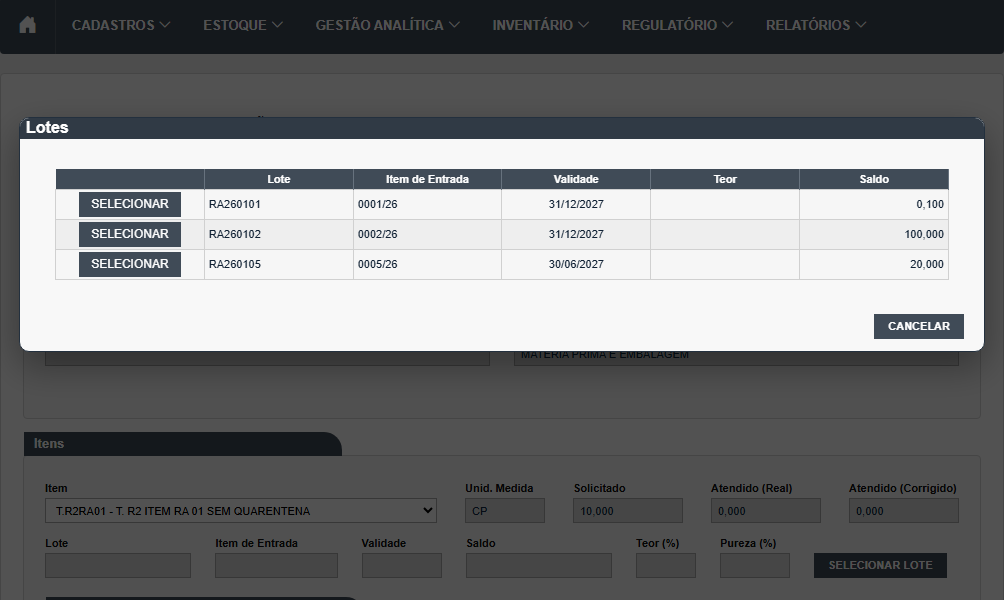 CADASTROS ESTOQUE GESTÃO ANALÍTICA INVENTÁRIO REGULATÓRIO RELATÓRIOS
Lotes
Lote Item de Entrada Validade Teor Saldo
SELECIONAR RA260101 0001/26 31/12/2027 0,100
SELECIONAR RA260102 0002/26 31/12/2027 100,000
SELECIONAR RA260105 0005/26 30/06/2027 20,000
CANCELAR
MATERIA PRIMA E EMBALAGEM
Itens
Item Unid. Medida Solicitado Atendido (Real) Atendido (Corrigido)
T.R2RA01 - T. R2 ITEM RA 01 SEM QUARENTENA CP 10,000 0,000 0,000
Lote Item de Entrada Validade Saldo Teor (%) Pureza (%)
SELECIONAR LOTE